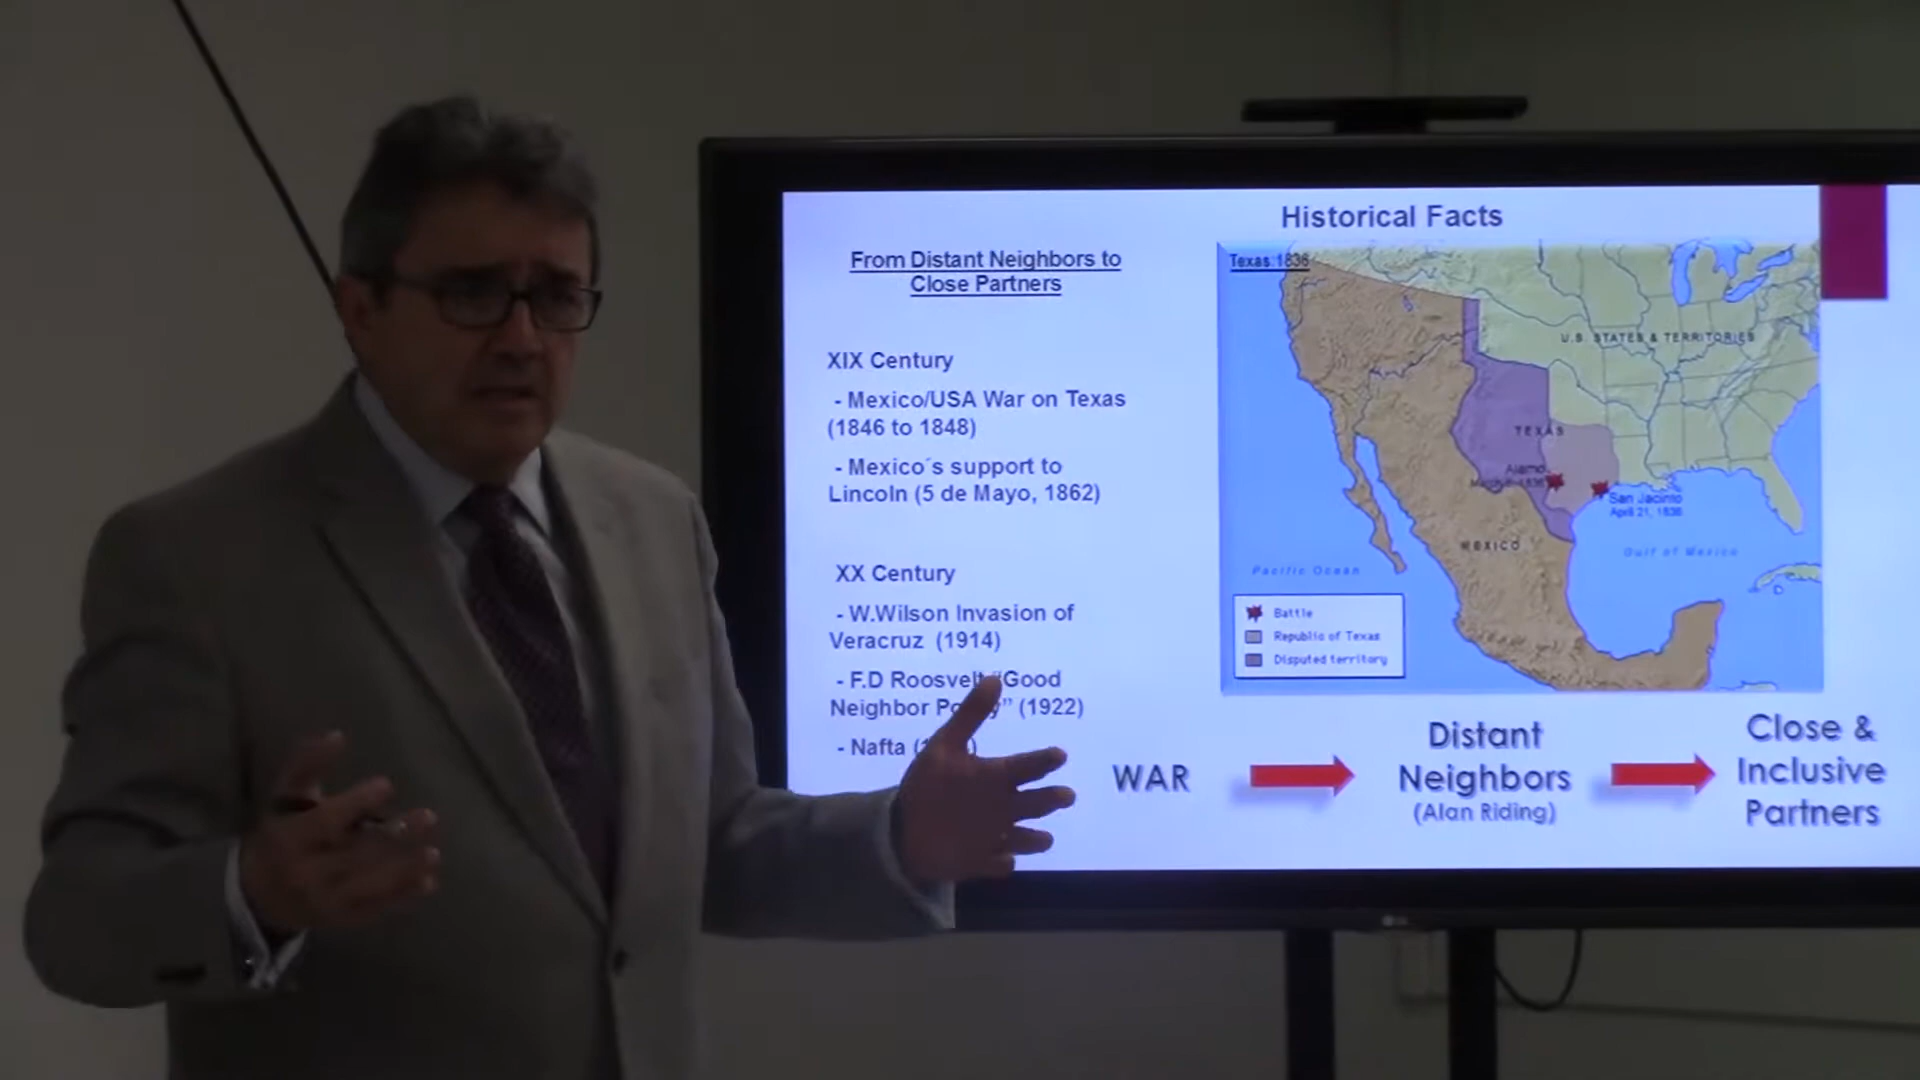 Historical Facts
From Distant Neighbors to
Close Partners
XIX Century
- Mexico/USA War on Texas
(1846 to 1848)
- Mexico´s support to
Lincoln (5 de Mayo, 1862)
XX Century
- W.Wilson Invasion of
Veracruz (1914)
- F.D Roosvelt “Good
Neighbor ” (1922)
- Nafta (
Texas:1836
U.S. STATES & TERRITORIES
TEXAS
Alamo
San Jacinto
April 21, 1836
MEXICO
Gulf of Mexico
Pacific Ocean
Battle
Republic of Texas
Disputed territory
WAR
Distant
Neighbors
(Alan Riding)
Close &
Inclusive
Partners
LG